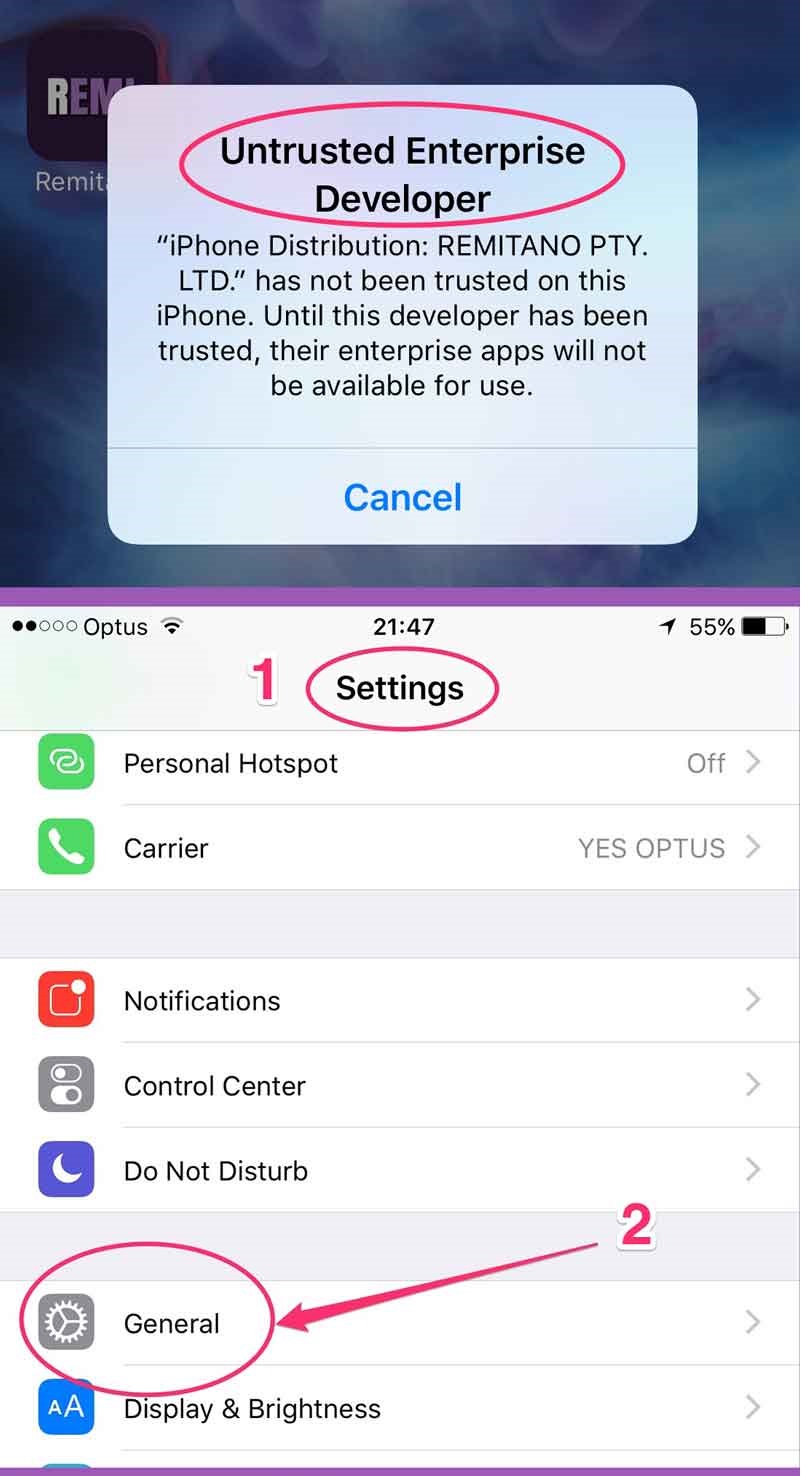 REMI
Remita
Untrusted Enterprise
Developer
“iPhone Distribution: REMITANO PTY.
LTD.” has not been trusted on this
iPhone. Until this developer has been
trusted, their enterprise apps will not
be available for use.
Cancel
Optus 21:47 55%
1 Settings
Personal Hotspot Off
Carrier YES OPTUS
Notifications
Control Center
Do Not Disturb
2
General
AA Display & Brightness